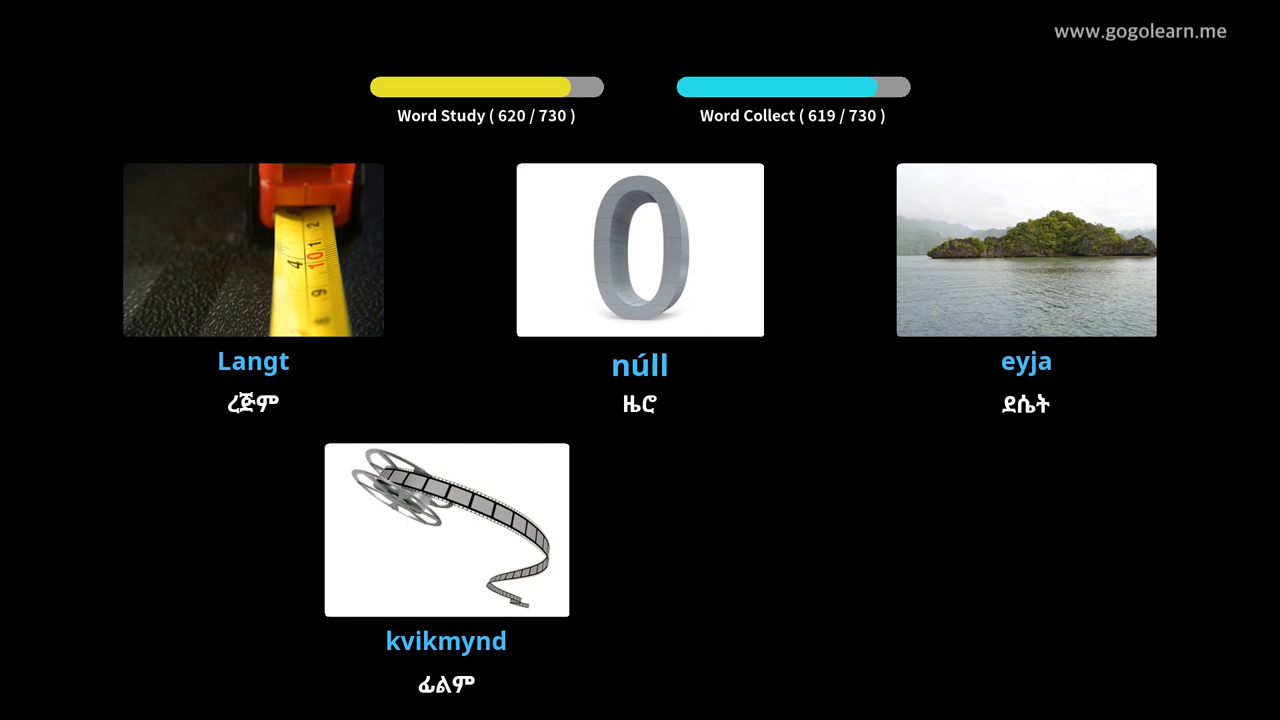 www.gogolearn.me
Word Study ( 620 / 730 )
Word Collect ( 619 / 730 )
Langt
ረጅም
núll
ዜሮ
eyja
ደሴት
kvikmynd
ፊልም